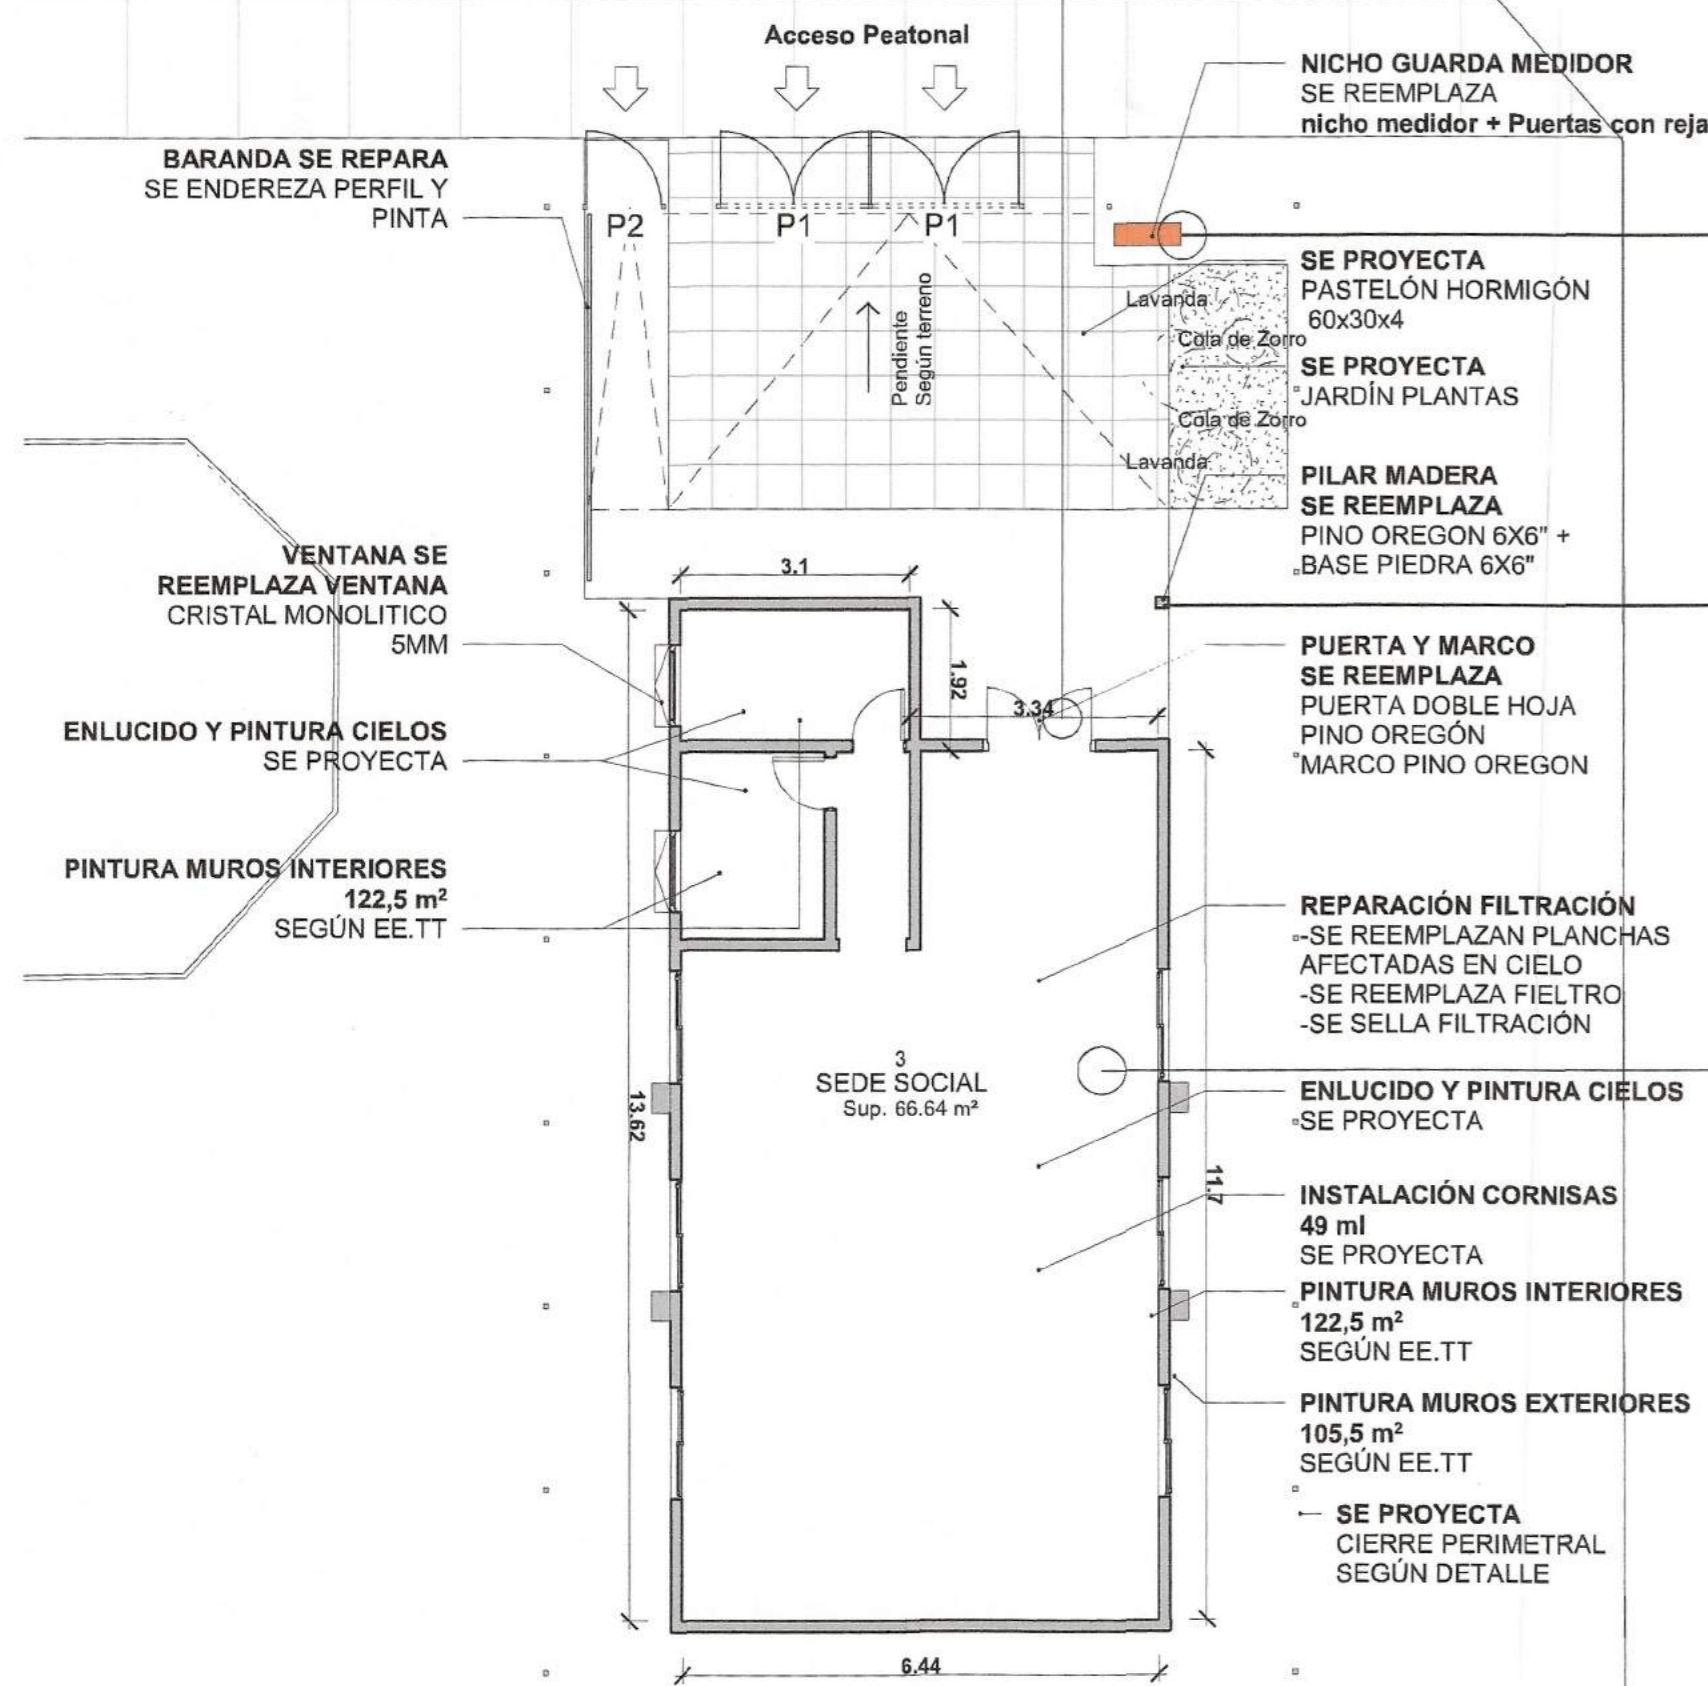 Acceso Peatonal
NICHO GUARDA MEDIDOR
SE REEMPLAZA
nicho medidor + Puertas con reja
BARANDA SE REPARA
SE ENDEREZA PERFIL Y
PINTA
P2
P1
P1
Pendiente
Según terreno
Lavanda
Cola de Zorro
Cola de Zorro
Lavanda
SE PROYECTA
PASTELÓN HORMIGÓN
60x30x4
SE PROYECTA
JARDÍN PLANTAS
PILAR MADERA
SE REEMPLAZA
PINO OREGON 6X6" +
BASE PIEDRA 6X6"
VENTANA SE
REEMPLAZA VENTANA
CRISTAL MONOLITICO
5MM
3.1
1.92
3.34
PUERTA Y MARCO
SE REEMPLAZA
PUERTA DOBLE HOJA
PINO OREGÓN
MARCO PINO OREGON
ENLUCIDO Y PINTURA CIELOS
SE PROYECTA
PINTURA MUROS INTERIORES
122,5 m²
SEGÚN EE.TT
REPARACIÓN FILTRACIÓN
-SE REEMPLAZAN PLANCHAS
AFECTADAS EN CIELO
-SE REEMPLAZA FIELTRO
-SE SELLA FILTRACIÓN
3
SEDE SOCIAL
Sup. 66.64 m²
13.62
11.7
ENLUCIDO Y PINTURA CIELOS
SE PROYECTA
INSTALACIÓN CORNISAS
49 ml
SE PROYECTA
PINTURA MUROS INTERIORES
122,5 m²
SEGÚN EE.TT
PINTURA MUROS EXTERIORES
105,5 m²
SEGÚN EE.TT
SE PROYECTA
CIERRE PERIMETRAL
SEGÚN DETALLE
6.44